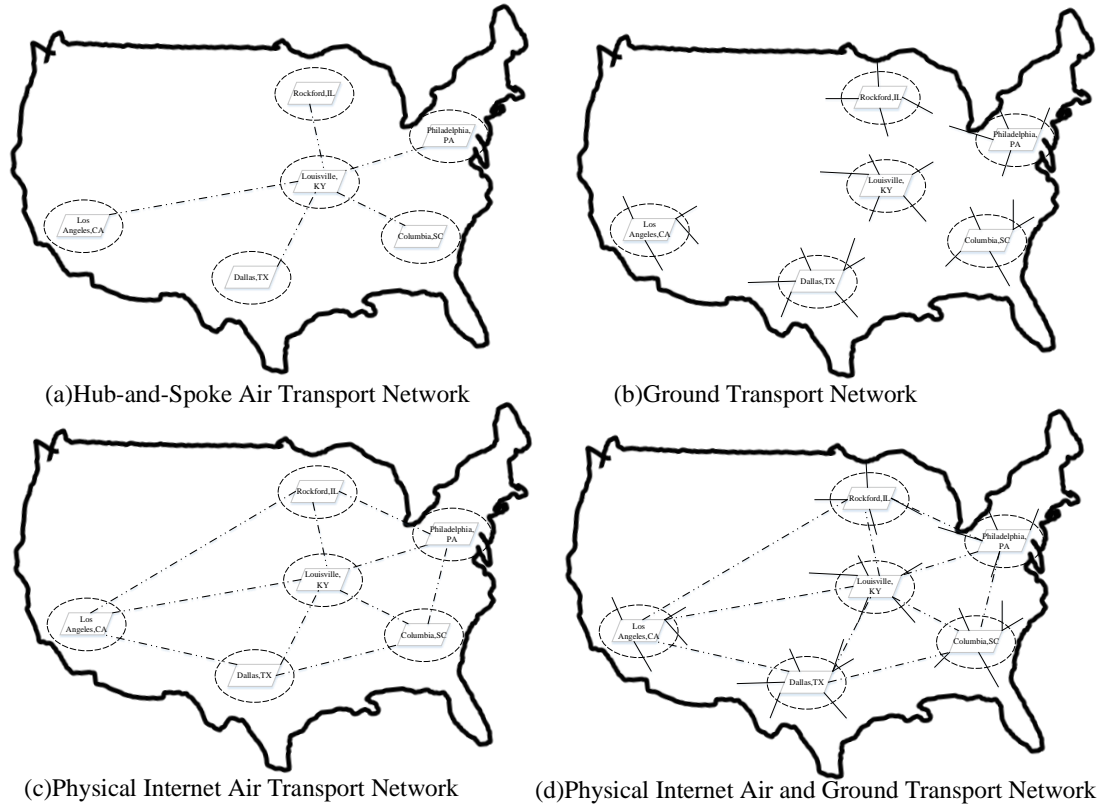 Rockford,IL
Philadelphia,
PA
Louisville,
KY
Los
Angeles,CA
Columbia,SC
Dallas,TX
(a)Hub-and-Spoke Air Transport Network
Rockford,IL
Philadelphia,
PA
Louisville,
KY
Los
Angeles,CA
Columbia,SC
Dallas,TX
(b)Ground Transport Network
Rockford,IL
Philadelphia,
PA
Louisville,
KY
Los
Angeles,CA
Columbia,SC
Dallas,TX
(c)Physical Internet Air Transport Network
Rockford,IL
Philadelphia,
PA
Louisville,
KY
Los
Angeles,CA
Columbia,SC
Dallas,TX
(d)Physical Internet Air and Ground Transport Network